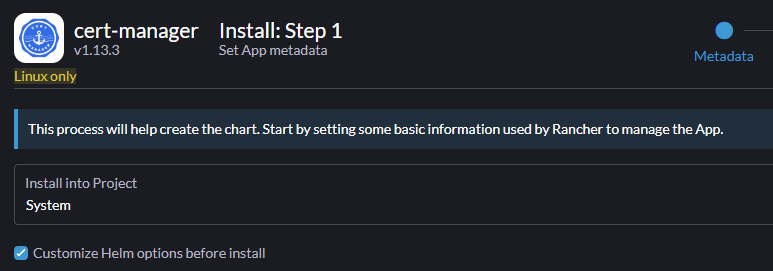 cert-manager
v1.13.3
Linux only
Install: Step 1
Set App metadata
Metadata
This process will help create the chart. Start by setting some basic information used by Rancher to manage the App.
Install into Project
System
Customize Helm options before install